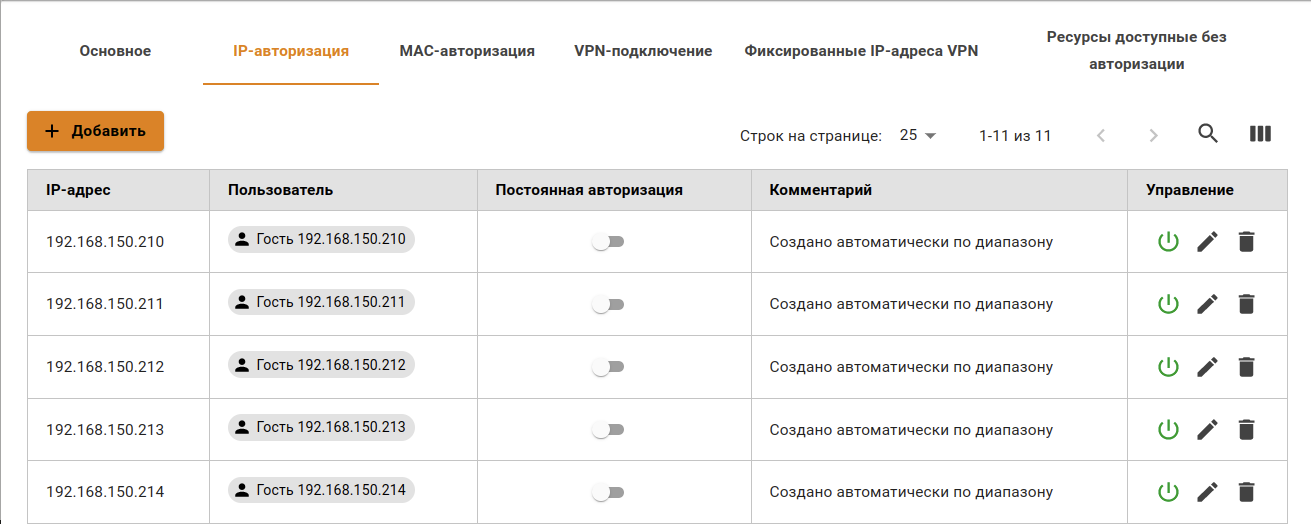 Основное IP-авторизация MAC-авторизация VPN-подключение Фиксированные IP-адреса VPN Ресурсы доступные без
авторизации
Добавить Строк на странице: 25 1-11 из 11
IP-адрес Пользователь Постоянная авторизация Комментарий Управление
192.168.150.210 Гость 192.168.150.210 Создано автоматически по диапазону
192.168.150.211 Гость 192.168.150.211 Создано автоматически по диапазону
192.168.150.212 Гость 192.168.150.212 Создано автоматически по диапазону
192.168.150.213 Гость 192.168.150.213 Создано автоматически по диапазону
192.168.150.214 Гость 192.168.150.214 Создано автоматически по диапазону